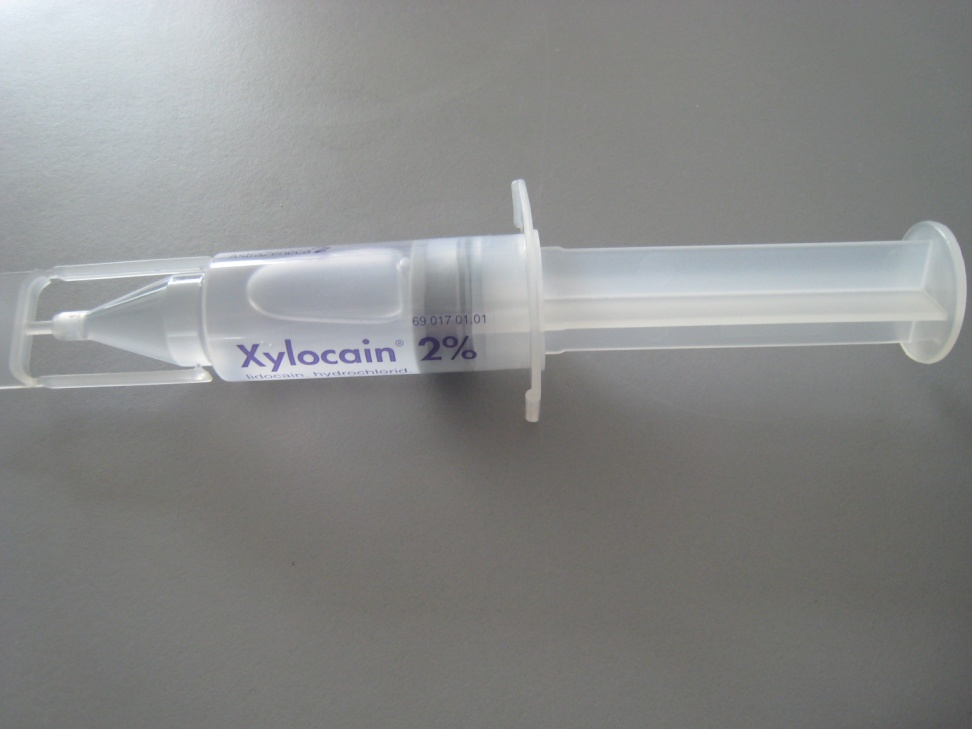 69 017 01.01
Xylocain® 2%
lidocain. hydrochlorid.